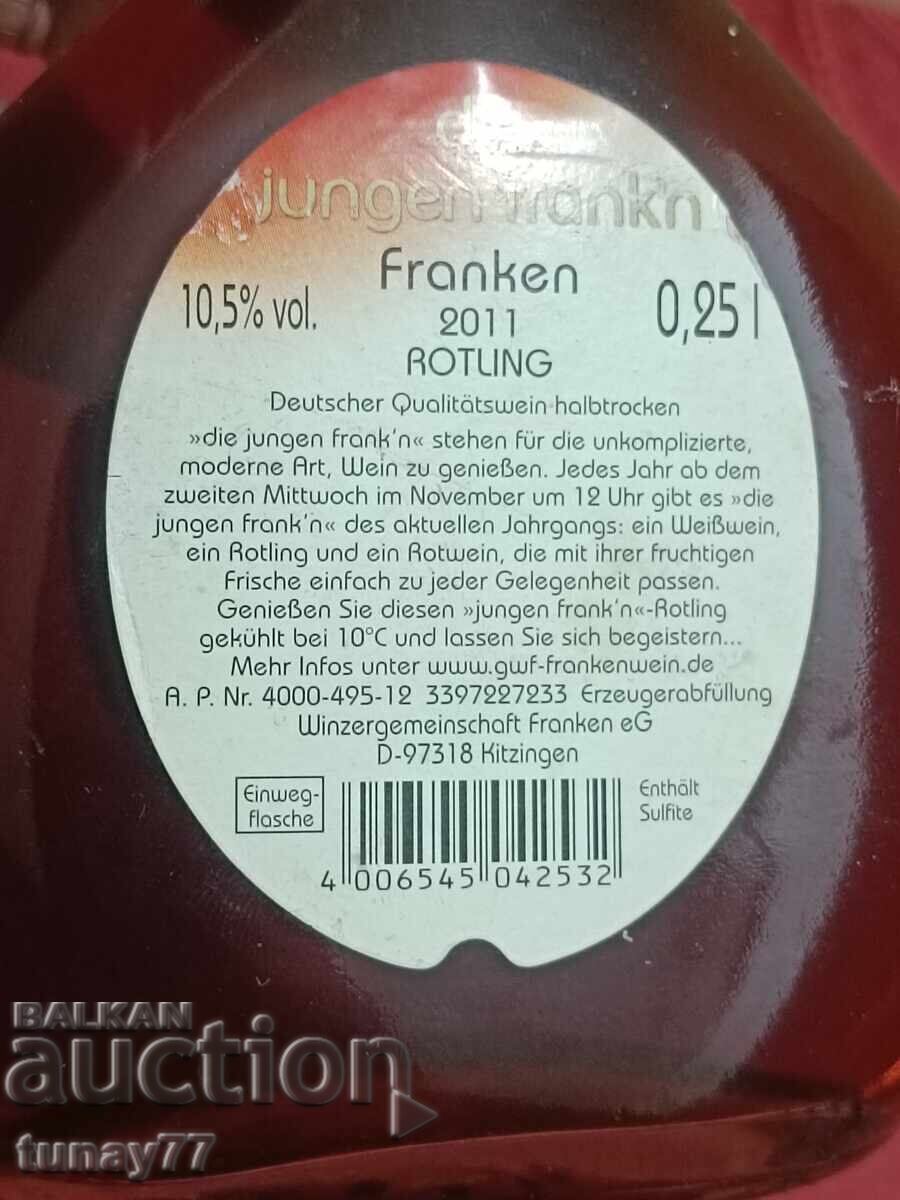 jungen frank'n
Franken
10,5% vol.
2011
0,25 l
ROTLING
Deutscher Qualitätswein halbtrocken
»die jungen frank'n« stehen für die unkomplizierte,
moderne Art, Wein zu genießen. Jedes Jahr ab dem
zweiten Mittwoch im November um 12 Uhr gibt es »die
jungen frank'n« des aktuellen Jahrgangs: ein Weißwein,
ein Rotling und ein Rotwein, die mit ihrer fruchtigen
Frische einfach zu jeder Gelegenheit passen.
Genießen Sie diesen »jungen frank'n«-Rotling
gekühlt bei 10°C und lassen Sie sich begeistern...
Mehr Infos unter www.gwf-frankenwein.de
A. P. Nr. 4000-495-12 3397227233 Erzeugerabfüllung
Winzergemeinschaft Franken eG
D-97318 Kitzingen
Einweg-
flasche
Enthält
Sulfite
4 006545 042532
BALKAN
auction
tunay77